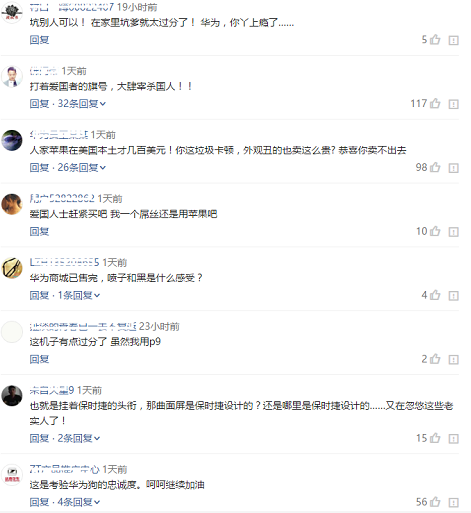 19小时前
坑别人可以！ 在家里坑爹就太过分了！ 华为，你丫上瘾了……
回复 5
1天前
打着爱国者的旗号，大肆宰杀国人！！
回复 · 32条回复 117
1天前
人家苹果在美国本土才几百美元！你这垃圾卡顿，外观丑的也卖这么贵? 恭喜你卖不出去
回复 · 26条回复 98
1天前
爱国人士赶紧买吧 我一个屌丝还是用苹果吧
回复 10
1天前
华为商城已售完，喷子和黑是什么感受？
回复 · 1条回复 4
23小时前
这机子有点过分了 虽然我用p9
回复 2
1天前
也就是挂着保时捷的头衔，那曲面屏是保时捷设计的？还是哪里是保时捷设计的……又在忽悠这些老
实人了！
回复 · 2条回复 15
1天前
这是考验华为狗的忠诚度。呵呵继续加油
回复 · 4条回复 56